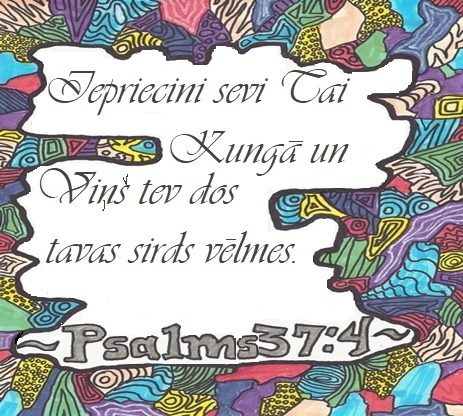 Iepriecini sevi Tai
Kungā un
Viņš tev dos
tavas sirds vēlmes.
~Psalms37:4~